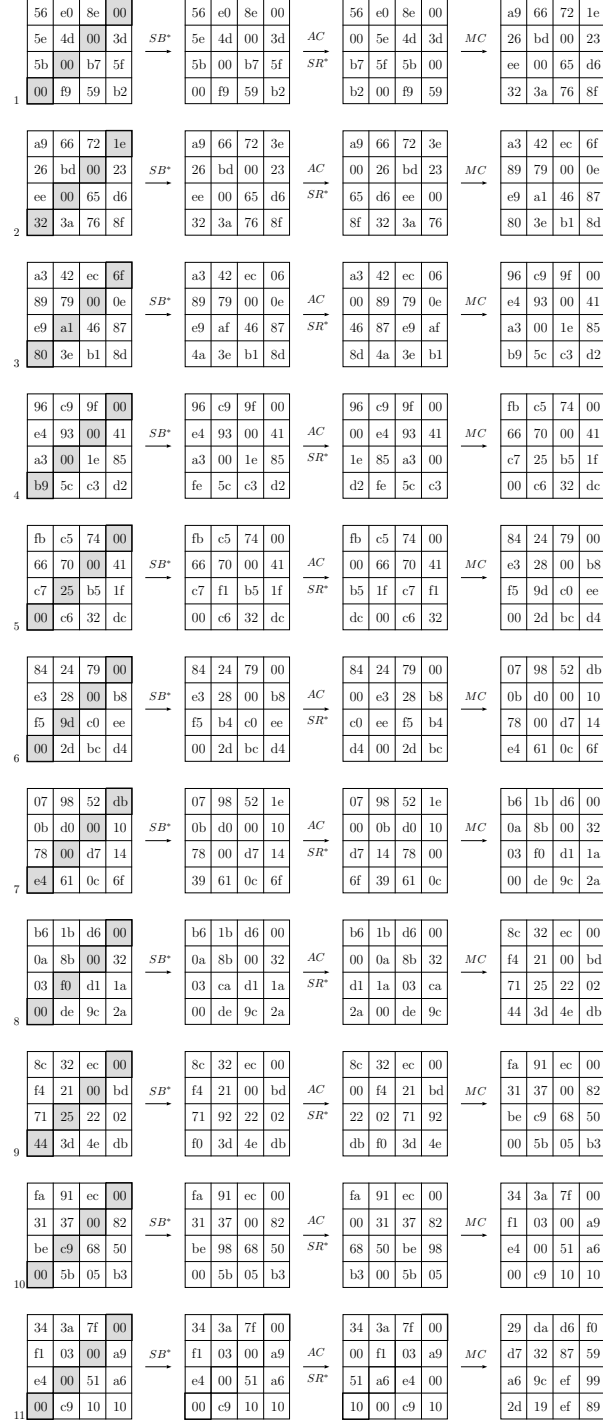 56 e0 8e 00 56 e0 8e 00 56 e0 8e 00 a9 66 72 1e
5e 4d 00 3d SB* 5e 4d 00 3d AC 00 5e 4d 3d MC 26 bd 00 23
5b 00 b7 5f 5b 00 b7 5f SR* b7 5f 5b 00 ee 00 65 d6
1 00 f9 59 b2 00 f9 59 b2 b2 00 f9 59 32 3a 76 8f
a9 66 72 1e a9 66 72 3e a9 66 72 3e a3 42 ec 6f
26 bd 00 23 SB* 26 bd 00 23 AC 00 26 bd 23 MC 89 79 00 0e
ee 00 65 d6 ee 00 65 d6 SR* 65 d6 ee 00 e9 a1 46 87
2 32 3a 76 8f 32 3a 76 8f 8f 32 3a 76 80 3e b1 8d
a3 42 ec 6f a3 42 ec 06 a3 42 ec 06 96 c9 9f 00
89 79 00 0e SB* 89 79 00 0e AC 00 89 79 0e MC e4 93 00 41
e9 a1 46 87 e9 af 46 87 SR* 46 87 e9 af a3 00 1e 85
3 80 3e b1 8d 4a 3e b1 8d 8d 4a 3e b1 b9 5c c3 d2
96 c9 9f 00 96 c9 9f 00 96 c9 9f 00 fb c5 74 00
e4 93 00 41 SB* e4 93 00 41 AC 00 e4 93 41 MC 66 70 00 41
a3 00 1e 85 a3 00 1e 85 SR* 1e 85 a3 00 c7 25 b5 1f
4 b9 5c c3 d2 fe 5c c3 d2 d2 fe 5c c3 00 c6 32 dc
fb c5 74 00 fb c5 74 00 fb c5 74 00 84 24 79 00
66 70 00 41 SB* 66 70 00 41 AC 00 66 70 41 MC e3 28 00 b8
c7 25 b5 1f c7 f1 b5 1f SR* b5 1f c7 f1 f5 9d c0 ee
5 00 c6 32 dc 00 c6 32 dc dc 00 c6 32 00 2d bc d4
84 24 79 00 84 24 79 00 84 24 79 00 07 98 52 db
e3 28 00 b8 SB* e3 28 00 b8 AC 00 e3 28 b8 MC 0b d0 00 10
f5 9d c0 ee f5 b4 c0 ee SR* c0 ee f5 b4 78 00 d7 14
6 00 2d bc d4 00 2d bc d4 d4 00 2d bc e4 61 0c 6f
07 98 52 db 07 98 52 1e 07 98 52 1e b6 1b d6 00
0b d0 00 10 SB* 0b d0 00 10 AC 00 0b d0 10 MC 0a 8b 00 32
78 00 d7 14 78 00 d7 14 SR* d7 14 78 00 03 f0 d1 1a
7 e4 61 0c 6f 39 61 0c 6f 6f 39 61 0c 00 de 9c 2a
b6 1b d6 00 b6 1b d6 00 b6 1b d6 00 8c 32 ec 00
0a 8b 00 32 SB* 0a 8b 00 32 AC 00 0a 8b 32 MC f4 21 00 bd
03 f0 d1 1a 03 ca d1 1a SR* d1 1a 03 ca 71 25 22 02
8 00 de 9c 2a 00 de 9c 2a 2a 00 de 9c 44 3d 4e db
8c 32 ec 00 8c 32 ec 00 8c 32 ec 00 fa 91 ec 00
f4 21 00 bd SB* f4 21 00 bd AC 00 f4 21 bd MC 31 37 00 82
71 25 22 02 71 92 22 02 SR* 22 02 71 92 be c9 68 50
9 44 3d 4e db f0 3d 4e db db f0 3d 4e 00 5b 05 b3
fa 91 ec 00 fa 91 ec 00 fa 91 ec 00 34 3a 7f 00
31 37 00 82 SB* 31 37 00 82 AC 00 31 37 82 MC f1 03 00 a9
be c9 68 50 be 98 68 50 SR* 68 50 be 98 e4 00 51 a6
10 00 5b 05 b3 00 5b 05 b3 b3 00 5b 05 00 c9 10 10
34 3a 7f 00 34 3a 7f 00 34 3a 7f 00 29 da d6 f0
f1 03 00 a9 SB* f1 03 00 a9 AC 00 f1 03 a9 MC d7 32 87 59
e4 00 51 a6 e4 00 51 a6 SR* 51 a6 e4 00 a6 9c ef 99
11 00 c9 10 10 00 c9 10 10 10 00 c9 10 2d 19 ef 89